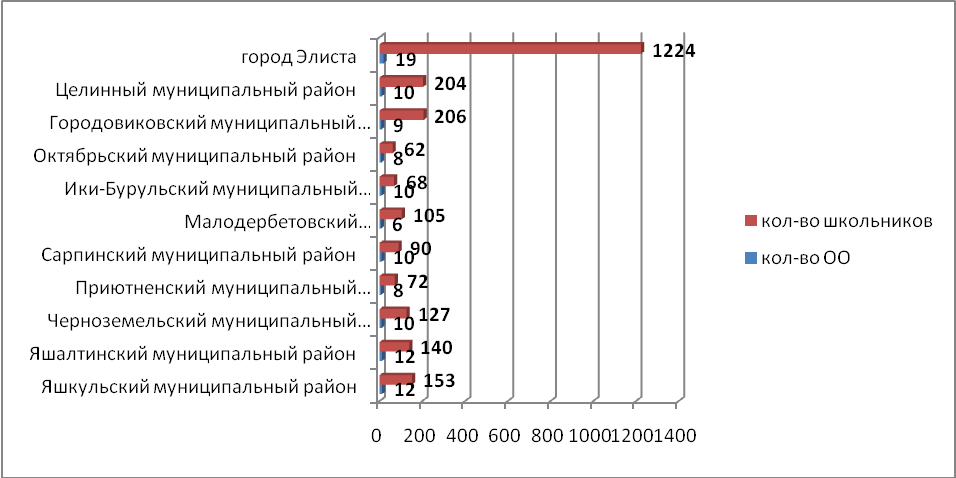 город Элиста 1224 19
Целинный муниципальный район 204 10
Городовиковский муниципальный... 206 9
Октябрьский муниципальный район 62 8
Ики-Бурульский муниципальный... 68 10
Малодербетовский ... 105 6
Сарпинский муниципальный район 90 10
Приютненский муниципальный... 72 8
Черноземельский муниципальный... 127 10
Яшалтинский муниципальный район 140 12
Яшкульский муниципальный район 153 12
0 200 400 600 800 1000 1200 1400
кол-во школьников
кол-во ОО